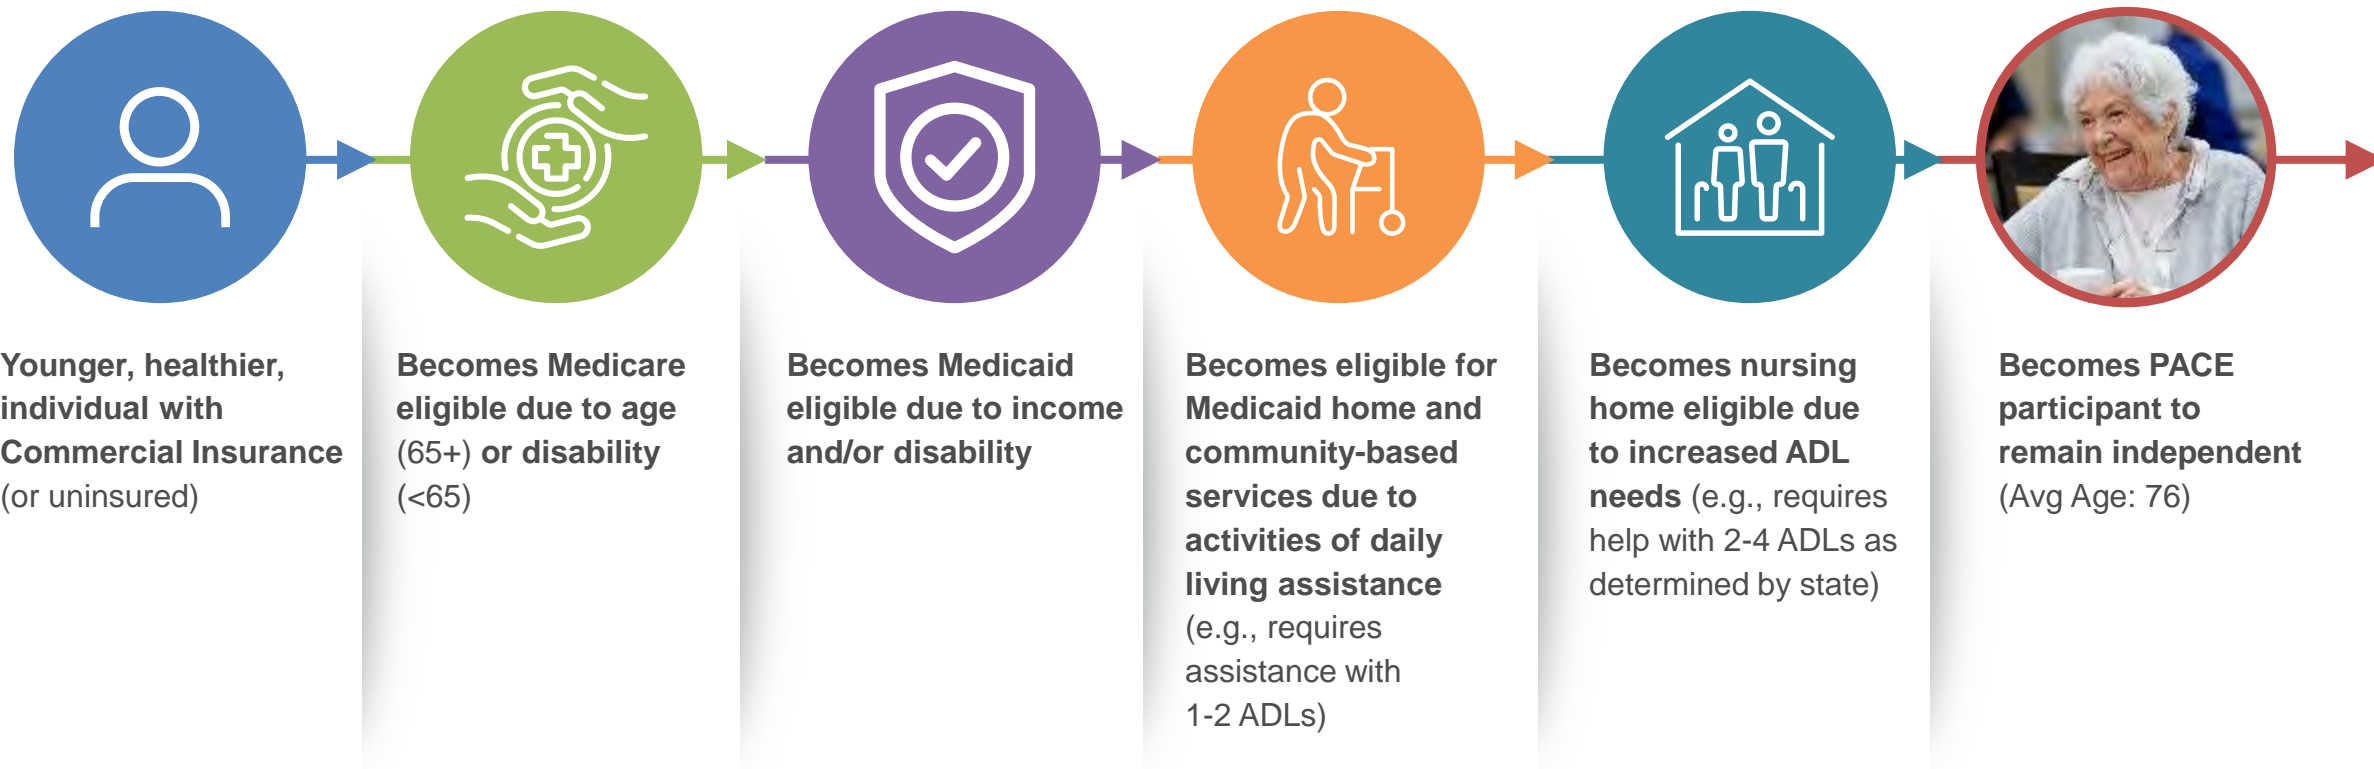 Younger, healthier,
individual with
Commercial Insurance
(or uninsured)
Becomes Medicare
eligible due to age
(65+) or disability
(<65)
Becomes Medicaid
eligible due to income
and/or disability
Becomes eligible for
Medicaid home and
community-based
services due to
activities of daily
living assistance
(e.g., requires
assistance with
1-2 ADLs)
Becomes nursing
home eligible due
to increased ADL
needs (e.g., requires
help with 2-4 ADLs as
determined by state)
Becomes PACE
participant to
remain independent
(Avg Age: 76)